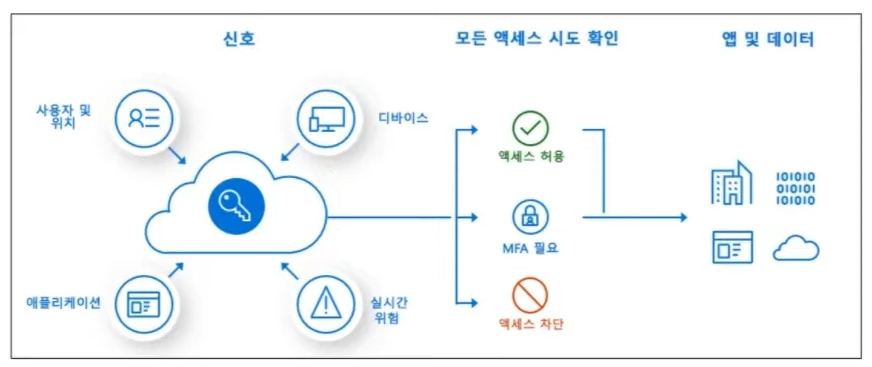 신호
모든 액세스 시도 확인
앱 및 데이터
사용자 및
위치
디바이스
액세스 허용
101010
010101
101010
MFA 필요
애플리케이션
실시간
위험
액세스 차단